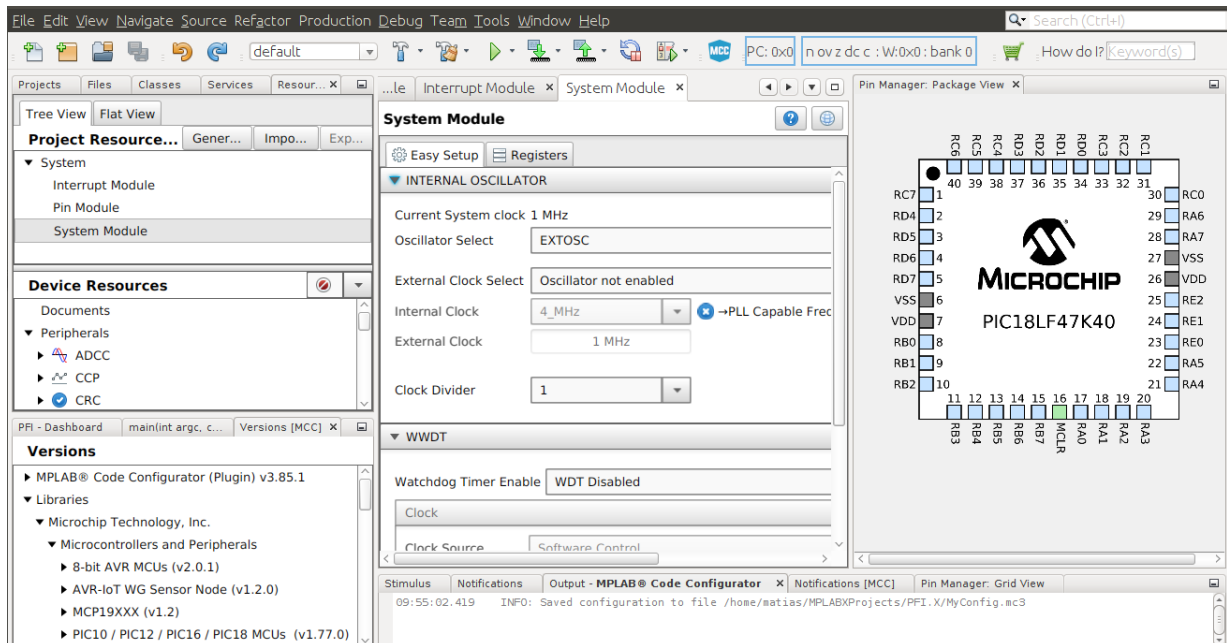 File Edit View Navigate Source Refactor Production Debug Team Tools Window Help
Search (Ctrl+I)
default
MCC
PC: 0x0
n ov z dc c : W:0x0 : bank 0
How do I?
Keyword(s)
Projects Files Classes Services Resour... X
Tree View Flat View
Project Resource... Gener... Impo... Exp...
System
Interrupt Module
Pin Module
System Module
Device Resources
Documents
Peripherals
ADCC
CCP
CRC
PFI - Dashboard main(int argc, c... Versions [MCC] X
Versions
MPLAB® Code Configurator (Plugin) v3.85.1
Libraries
Microchip Technology, Inc.
Microcontrollers and Peripherals
8-bit AVR MCUs (v2.0.1)
AVR-IoT WG Sensor Node (v1.2.0)
MCP19XXX (v1.2)
PIC10 / PIC12 / PIC16 / PIC18 MCUs (v1.77.0)
...le Interrupt Module × System Module ×
System Module
Easy Setup Registers
INTERNAL OSCILLATOR
Current System clock 1 MHz
Oscillator Select EXTOSC
External Clock Select Oscillator not enabled
Internal Clock 4_MHz →PLL Capable Frec
External Clock 1 MHz
Clock Divider 1
WWDT
Watchdog Timer Enable WDT Disabled
Clock
Clock Source Software Control
Pin Manager: Package View X
RC6 RC5 RC4 RD3 RD2 RD1 RD0 RC3 RC2 RC1
40 39 38 37 36 35 34 33 32 31
RC7 1 30 RC0
RD4 2 29 RA6
RD5 3 28 RA7
RD6 4 27 VSS
RD7 5 MICROCHIP 26 VDD
VSS 6 25 RE2
VDD 7 PIC18LF47K40 24 RE1
RB0 8 23 RE0
RB1 9 22 RA5
RB2 10 21 RA4
11 12 13 14 15 16 17 18 19 20
RB3 RB4 RB5 RB6 RB7 MCLR RA0 RA1 RA2 RA3
Stimulus Notifications Output - MPLAB® Code Configurator X Notifications [MCC] Pin Manager: Grid View
09:55:02.419 INFO: Saved configuration to file /home/matias/MPLABXProjects/PFI.X/MyConfig.mc3